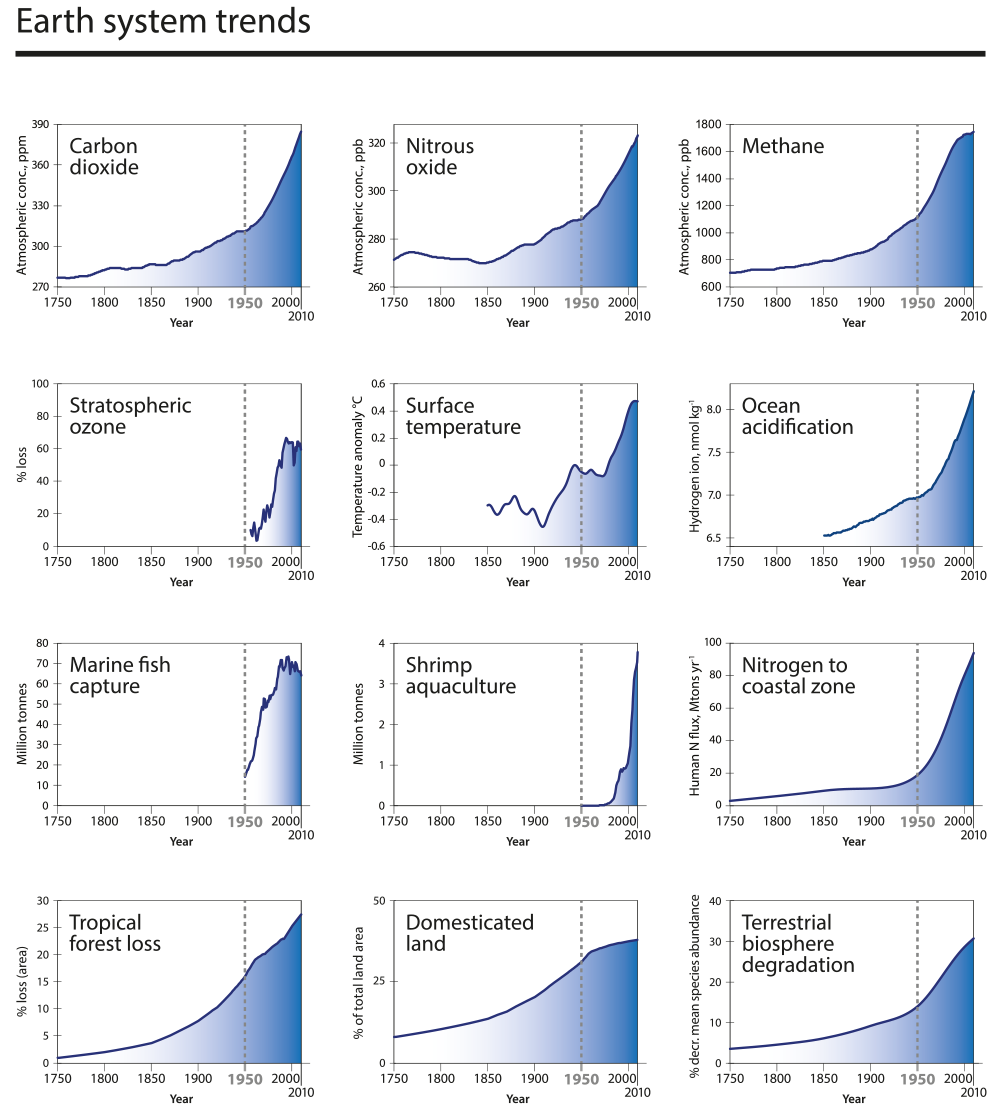 Earth system trends
Carbon
dioxide
Atmospheric conc., ppm
390
360
330
300
270
1750 1800 1850 1900 1950 2000
2010
Year
Nitrous
oxide
Atmospheric conc., ppb
320
300
280
260
1750 1800 1850 1900 1950 2000
2010
Year
Methane
Atmospheric conc., ppb
1800
1600
1400
1200
1000
800
600
1750 1800 1850 1900 1950 2000
2010
Year
Stratospheric
ozone
% loss
100
80
60
40
20
0
1750 1800 1850 1900 1950 2000
2010
Year
Surface
temperature
Temperature anomaly °C
0.6
0.4
0.2
0
-0.2
-0.4
-0.6
1750 1800 1850 1900 1950 2000
2010
Year
Ocean
acidification
Hydrogen ion, nmol kg⁻¹
8.0
7.5
7.0
6.5
1750 1800 1850 1900 1950 2000
2010
Year
Marine fish
capture
Million tonnes
80
70
60
50
40
30
20
10
0
1750 1800 1850 1900 1950 2000
2010
Year
Shrimp
aquaculture
Million tonnes
4
3
2
1
0
1750 1800 1850 1900 1950 2000
2010
Year
Nitrogen to
coastal zone
Human N flux, Mtons yr⁻¹
100
80
60
40
20
0
1750 1800 1850 1900 1950 2000
2010
Year
Tropical
forest loss
% loss (area)
30
25
20
15
10
5
0
1750 1800 1850 1900 1950 2000
2010
Year
Domesticated
land
% of total land area
50
25
0
1750 1800 1850 1900 1950 2000
2010
Year
Terrestrial
biosphere
degradation
% decr. mean species abundance
40
30
20
10
0
1750 1800 1850 1900 1950 2000
2010
Year